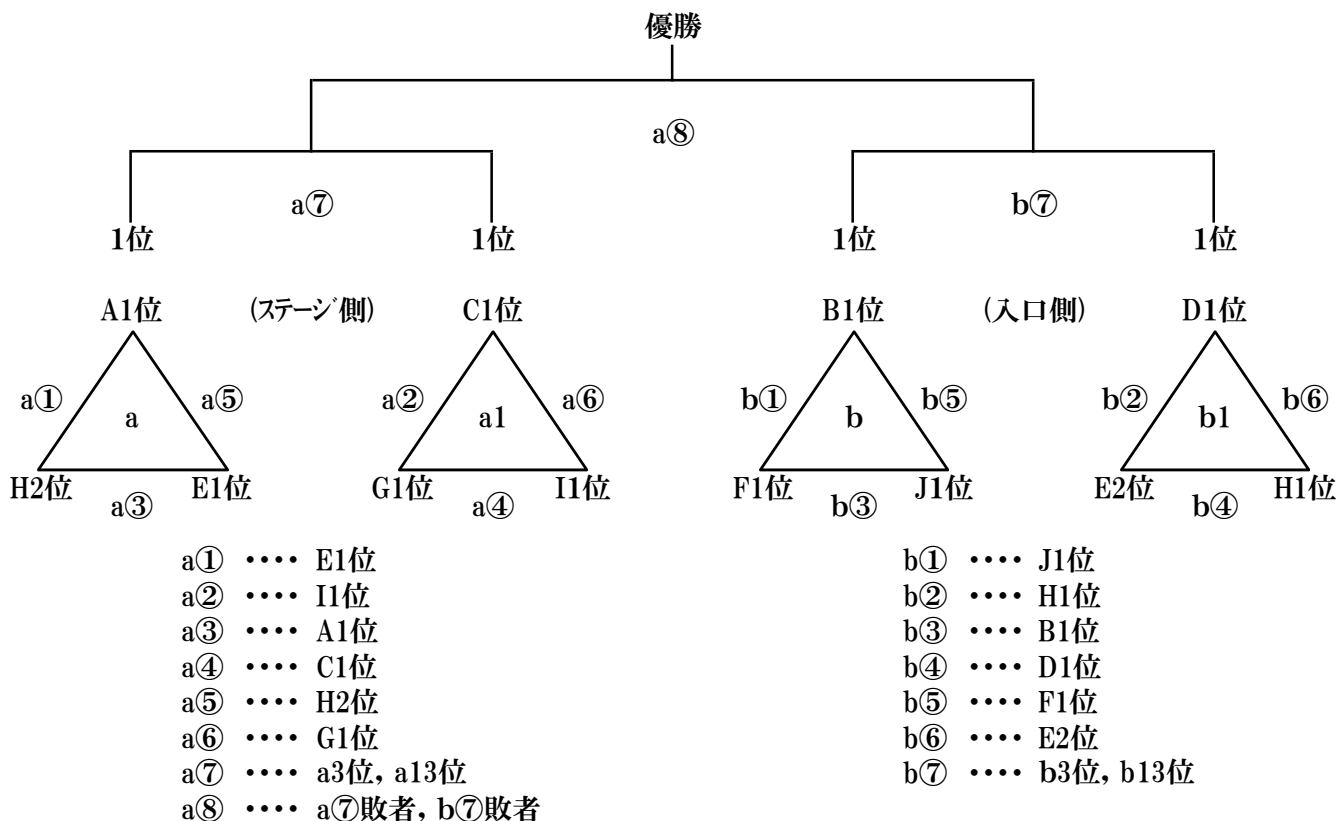 優勝
a⑧
a⑦ b⑦
1位 1位 1位 1位
A1位 (ステージ側) C1位 B1位 (入口側) D1位
a① a a⑤ a② a1 a⑥ b① b b⑤ b② b1 b⑥
H2位 a③ E1位 G1位 a④ I1位 F1位 b③ J1位 E2位 b④ H1位
a① ・・・・ E1位 b① ・・・・ J1位
a② ・・・・ I1位 b② ・・・・ H1位
a③ ・・・・ A1位 b③ ・・・・ B1位
a④ ・・・・ C1位 b④ ・・・・ D1位
a⑤ ・・・・ H2位 b⑤ ・・・・ F1位
a⑥ ・・・・ G1位 b⑥ ・・・・ E2位
a⑦ ・・・・ a3位, a13位 b⑦ ・・・・ b3位, b13位
a⑧ ・・・・ a⑦敗者, b⑦敗者